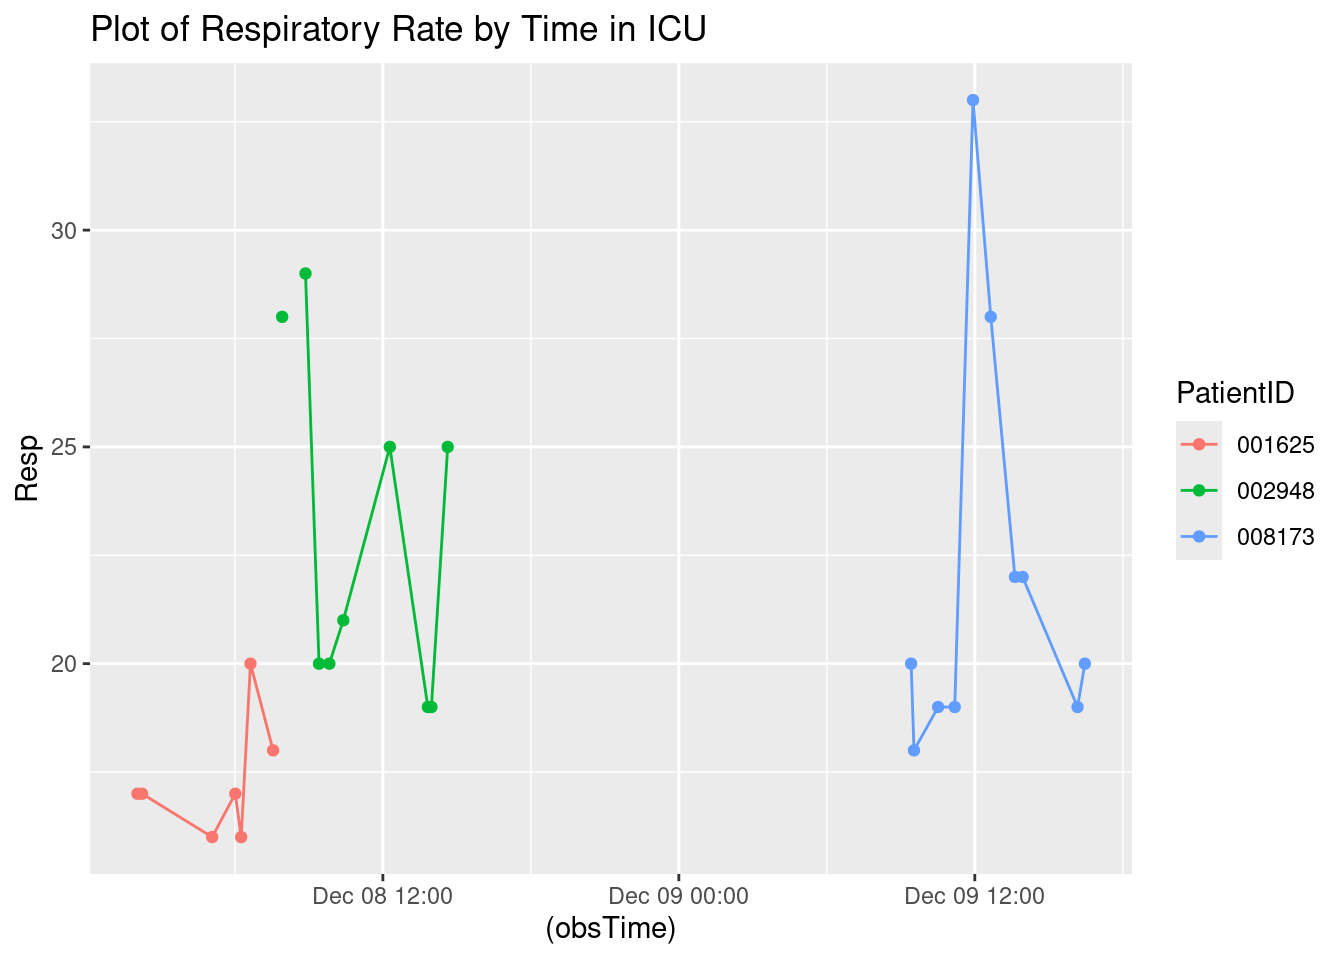 Plot of Respiratory Rate by Time in ICU
Resp
30
25
20
Dec 08 12:00
Dec 09 00:00
Dec 09 12:00
(obsTime)
PatientID
001625
002948
008173